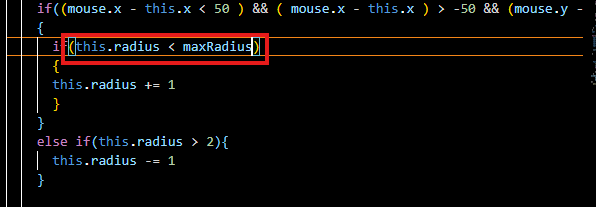 if((mouse.x - this.x < 50 ) && ( mouse.x - this.x ) > -50 && (mouse.y -
{
if(this.radius < maxRadius)
{
this.radius += 1
}
}
else if(this.radius > 2){
this.radius -= 1
}